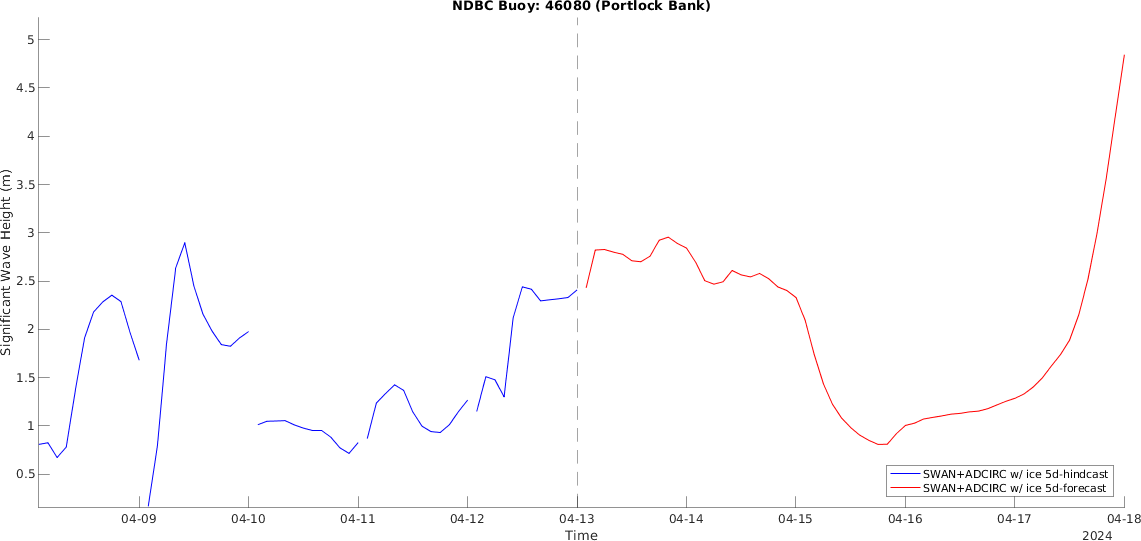 NDBC Buoy: 46080 (Portlock Bank)
Significant Wave Height (m)
5
4.5
4
3.5
3
2.5
2
1.5
1
0.5
SWAN+ADCIRC w/ ice 5d-hindcast
SWAN+ADCIRC w/ ice 5d-forecast
04-09 04-10 04-11 04-12 04-13 04-14 04-15 04-16 04-17 04-18
Time
2024